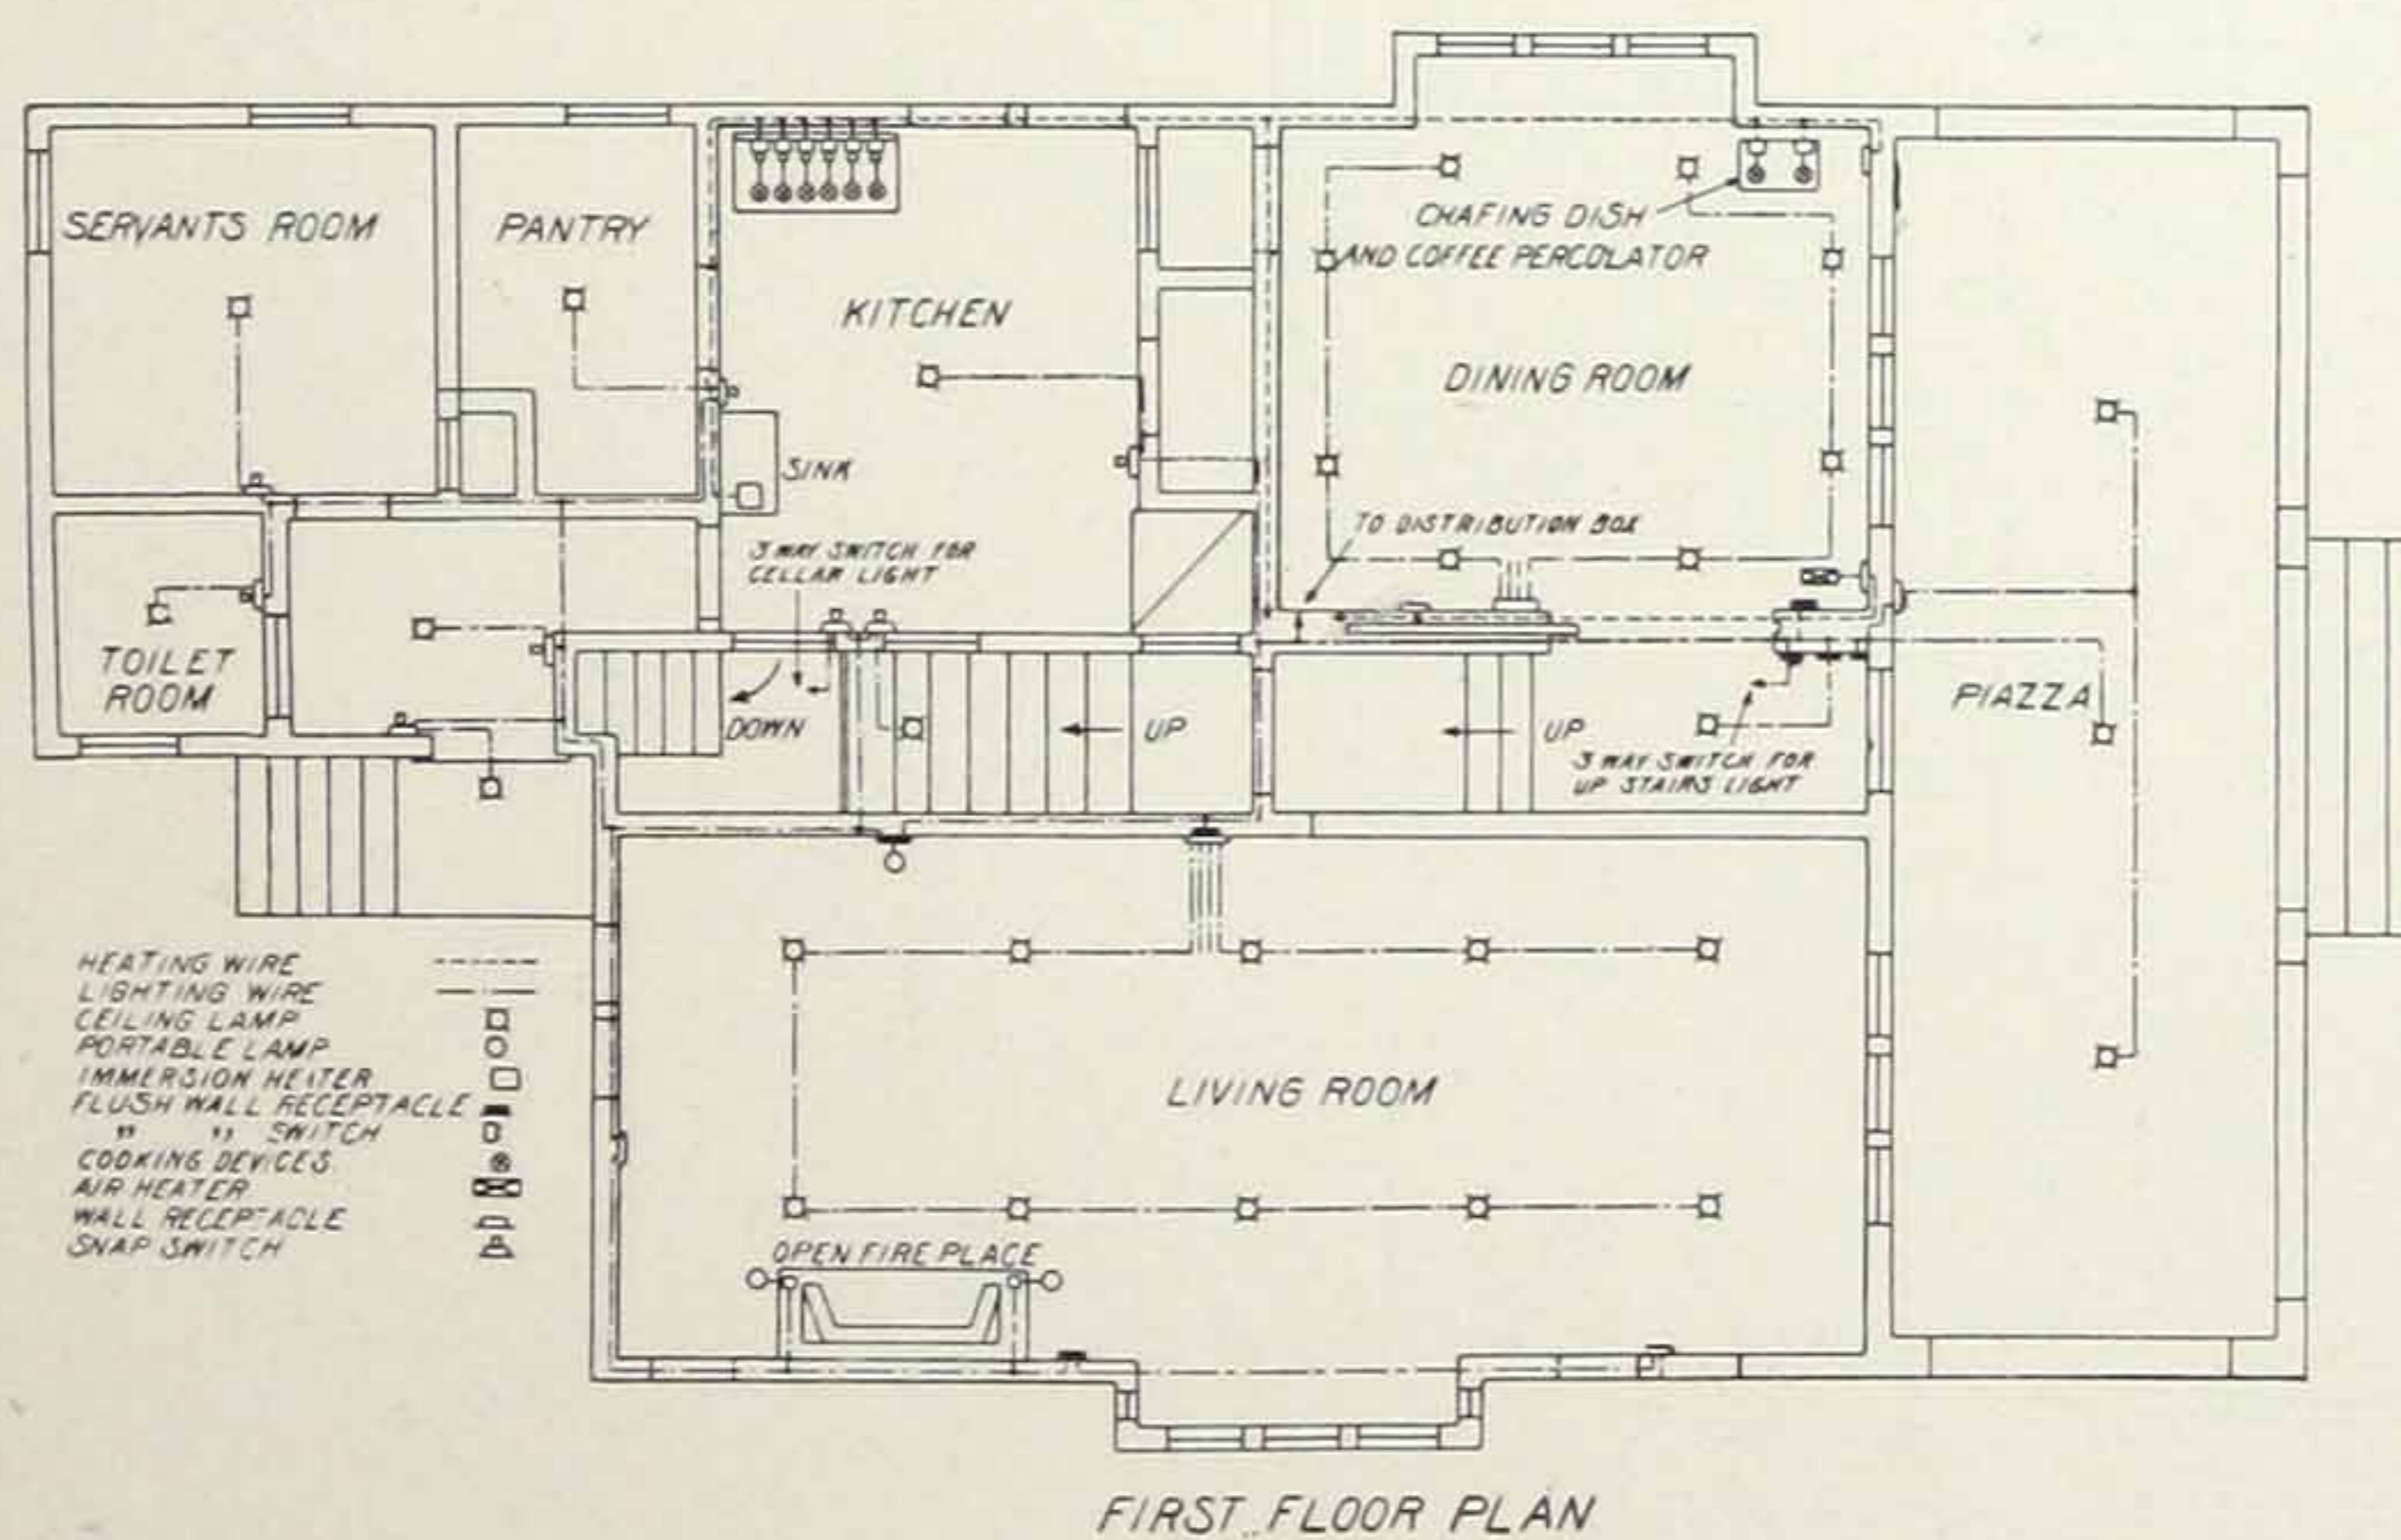 SERVANTS ROOM
PANTRY
KITCHEN
CHAFING DISH
AND COFFEE PERCOLATOR
DINING ROOM
SINK
TO DISTRIBUTION BOX
3 WAY SWITCH FOR
CELLAR LIGHT
TOILET
ROOM
DOWN
UP
UP
PIAZZA
3 WAY SWITCH FOR
UP STAIRS LIGHT
HEATING WIRE
LIGHTING WIRE
CEILING LAMP
PORTABLE LAMP
IMMERSION HEATER
FLUSH WALL RECEPTACLE
" " SWITCH
COOKING DEVICES
AIR HEATER
WALL RECEPTACLE
SNAP SWITCH
LIVING ROOM
OPEN FIRE PLACE
FIRST FLOOR PLAN